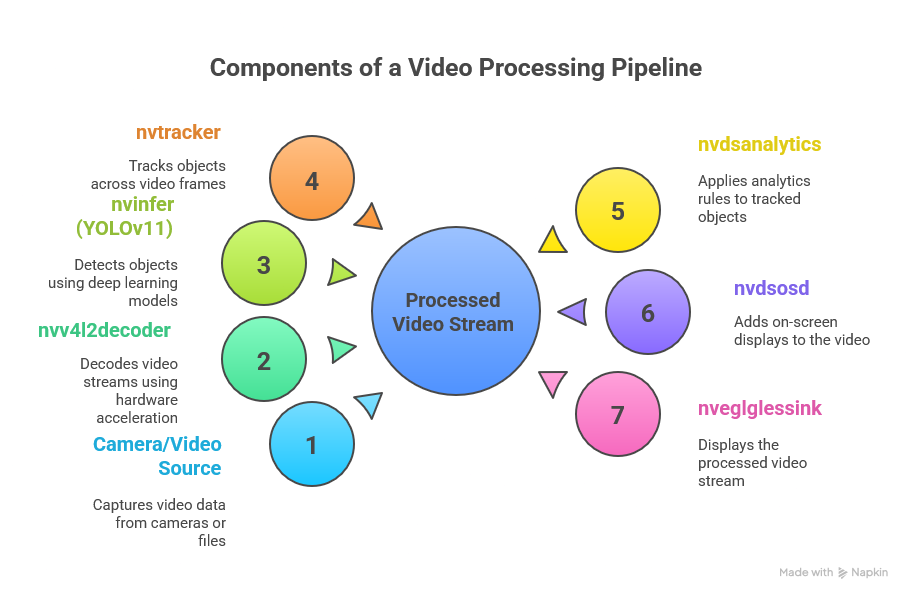 Components of a Video Processing Pipeline
nvtracker
4
Tracks objects
across video frames
nvinfer
(YOLOv11)
3
Detects objects
using deep learning
models
nvv4l2decoder
2
Decodes video
streams using
hardware
acceleration
Camera/Video
Source
1
Captures video data
from cameras or
files
Processed
Video Stream
nvdsanalytics
5
Applies analytics
rules to tracked
objects
nvdsosd
6
Adds on-screen
displays to the video
nveglglessink
7
Displays the
processed video
stream
Made with Napkin